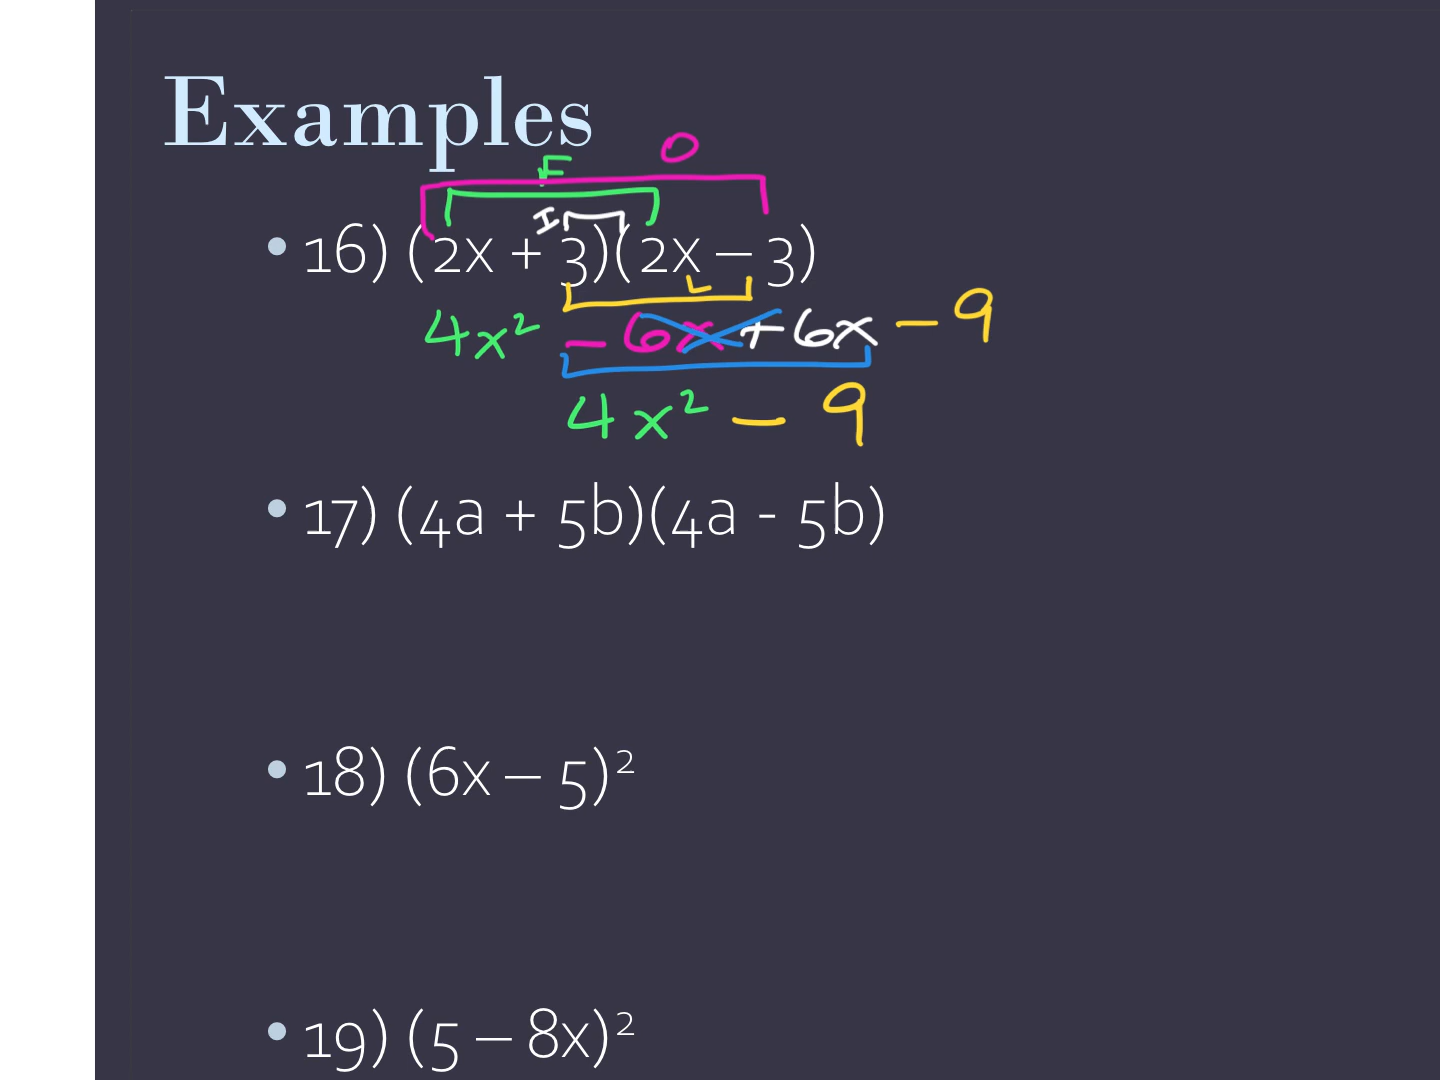 Examples
F O
I
• 16) (2x + 3)(2x – 3)
L
4x² – 6x + 6x – 9
4x² – 9
• 17) (4a + 5b)(4a - 5b)
• 18) (6x – 5)²
• 19) (5 – 8x)²